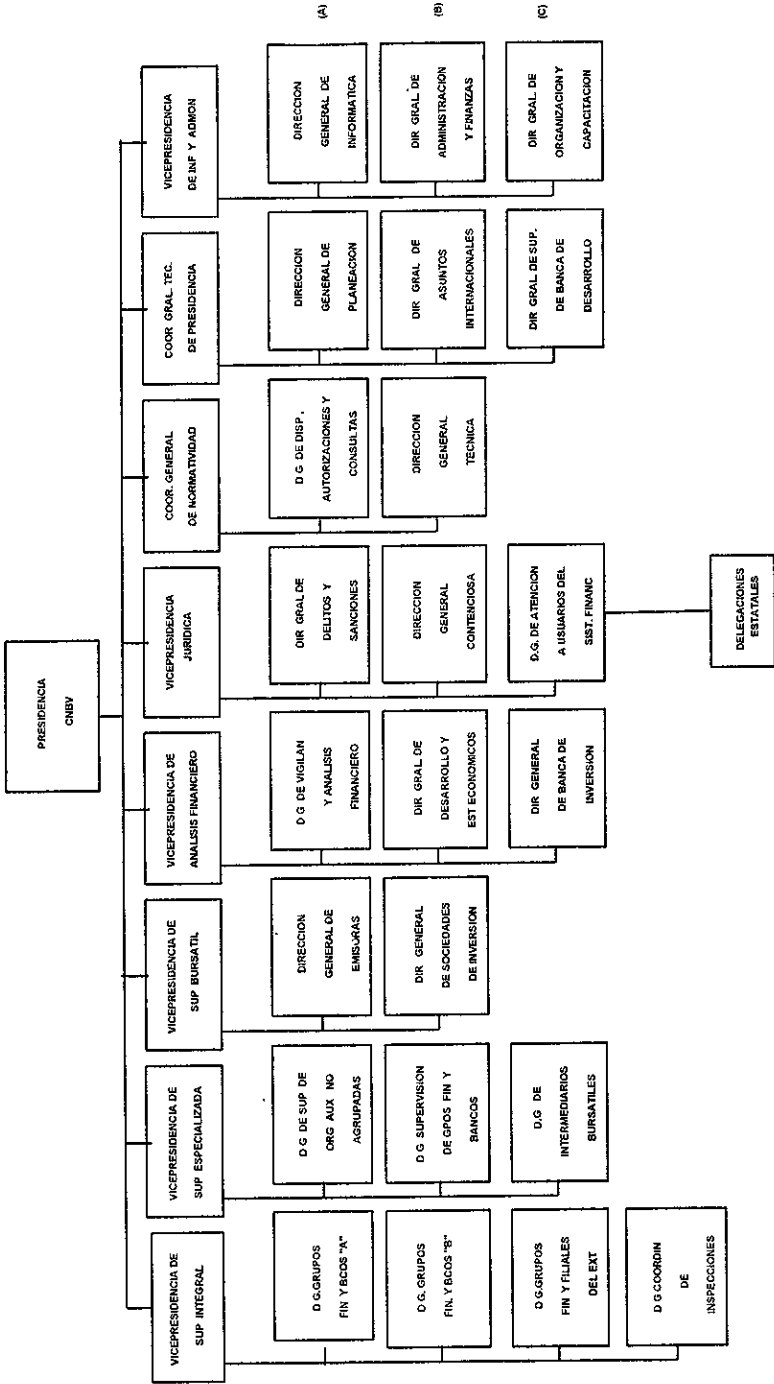 PRESIDENCIA
CNBV
VICEPRESIDENCIA DE
SUP INTEGRAL
VICEPRESIDENCIA DE
SUP ESPECIALIZADA
VICEPRESIDENCIA DE
SUP BURSATIL
VICEPRESIDENCIA DE
ANALISIS FINANCIERO
VICEPRESIDENCIA
JURIDICA
COOR. GENERAL
DE NORMATIVIDAD
COOR GRAL. TEC.
DE PRESIDENCIA
VICEPRESIDENCIA
DE INF Y ADMON
D G.GRUPOS
FIN Y BCOS "A"
D G DE SUP DE
ORG AUX NO
AGRUPADAS
DIRECCION
GENERAL DE
EMISORAS
D G DE VIGILAN
Y ANALISIS
FINANCIERO
DIR GRAL DE
DELITOS Y
SANCIONES
D G DE DISP.
AUTORIZACIONES Y
CONSULTAS
DIRECCION
GENERAL DE
PLANEACION
DIRECCION
GENERAL DE
INFORMATICA
(A)
D G. GRUPOS
FIN. Y BCOS "B"
D G SUPERVISION
DE GPOS FIN Y
BANCOS
DIR GENERAL
DE SOCIEDADES
DE INVERSION
DIR GRAL DE
DESARROLLO Y
EST ECONOMICOS
DIRECCION
GENERAL
CONTENCIOSA
DIRECCION
GENERAL
TECNICA
DIR GRAL DE
ASUNTOS
INTERNACIONALES
DIR GRAL DE
ADMINISTRACION
Y FINANZAS
(B)
D G.GRUPOS
FIN Y FILIALES
DEL EXT
D.G DE
INTERMEDIARIOS
BURSATILES
DIR GENERAL
DE BANCA DE
INVERSION
D.G. DE ATENCION
A USUARIOS DEL
SIST. FINANC
DIR GRAL DE SUP.
DE BANCA DE
DESARROLLO
DIR GRAL. DE
ORGANIZACION Y
CAPACITACION
(C)
D G COORDIN
DE
INSPECCIONES
DELEGACIONES
ESTATALES